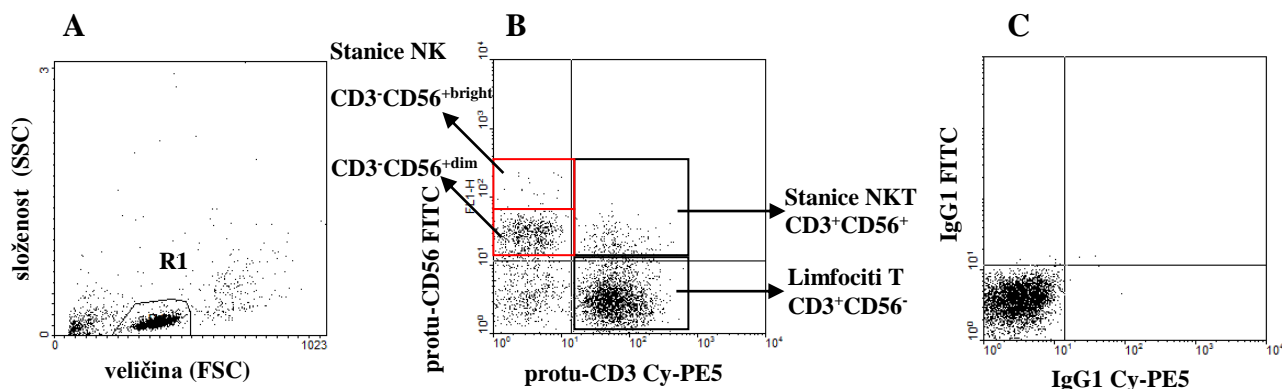 A
3
složenost (SSC)
R1
0
0
1023
veličina (FSC)
Stanice NK
CD3-CD56+bright
CD3-CD56+dim
B
10^4
10^3
10^2
10^1
10^0
FL1-H
protu-CD56 FITC
10^0
10^1
10^2
10^3
10^4
protu-CD3 Cy-PE5
Stanice NKT
CD3+CD56+
Limfociti T
CD3+CD56-
C
IgG1 FITC
10^1
10^0
10^0
10^1
10^2
10^3
10^4
IgG1 Cy-PE5